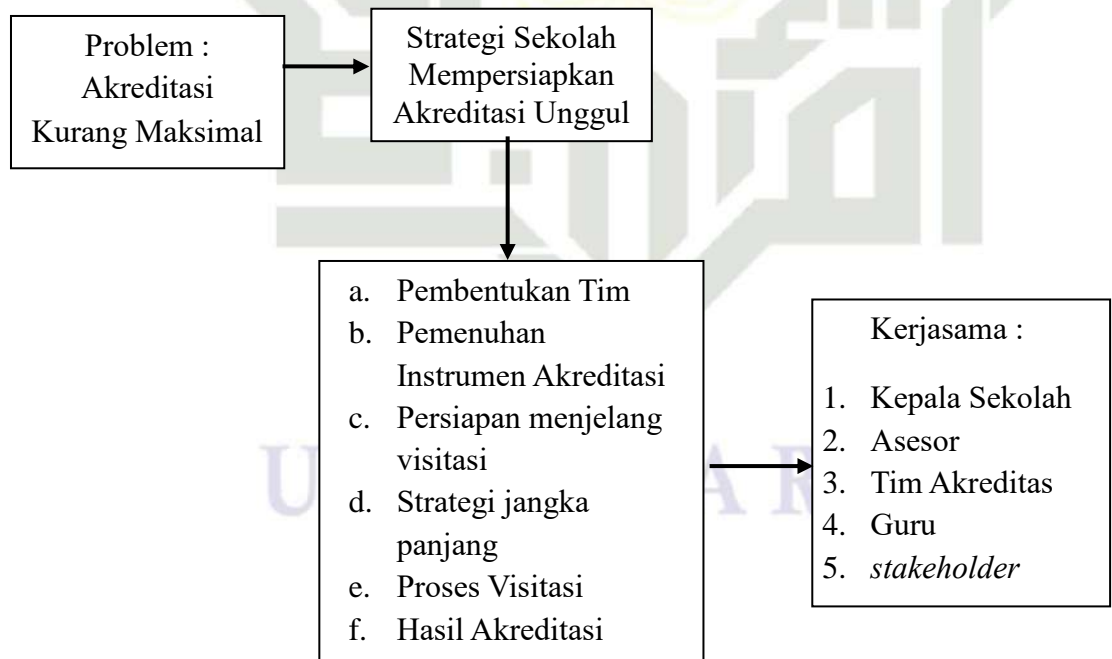 Problem :
Akreditasi
Kurang Maksimal
Strategi Sekolah
Mempersiapkan
Akreditasi Unggul
a. Pembentukan Tim
b. Pemenuhan
Instrumen Akreditasi
c. Persiapan menjelang
visitasi
d. Strategi jangka
panjang
e. Proses Visitasi
f. Hasil Akreditasi
Kerjasama :
1. Kepala Sekolah
2. Asesor
3. Tim Akreditas
4. Guru
5. stakeholder